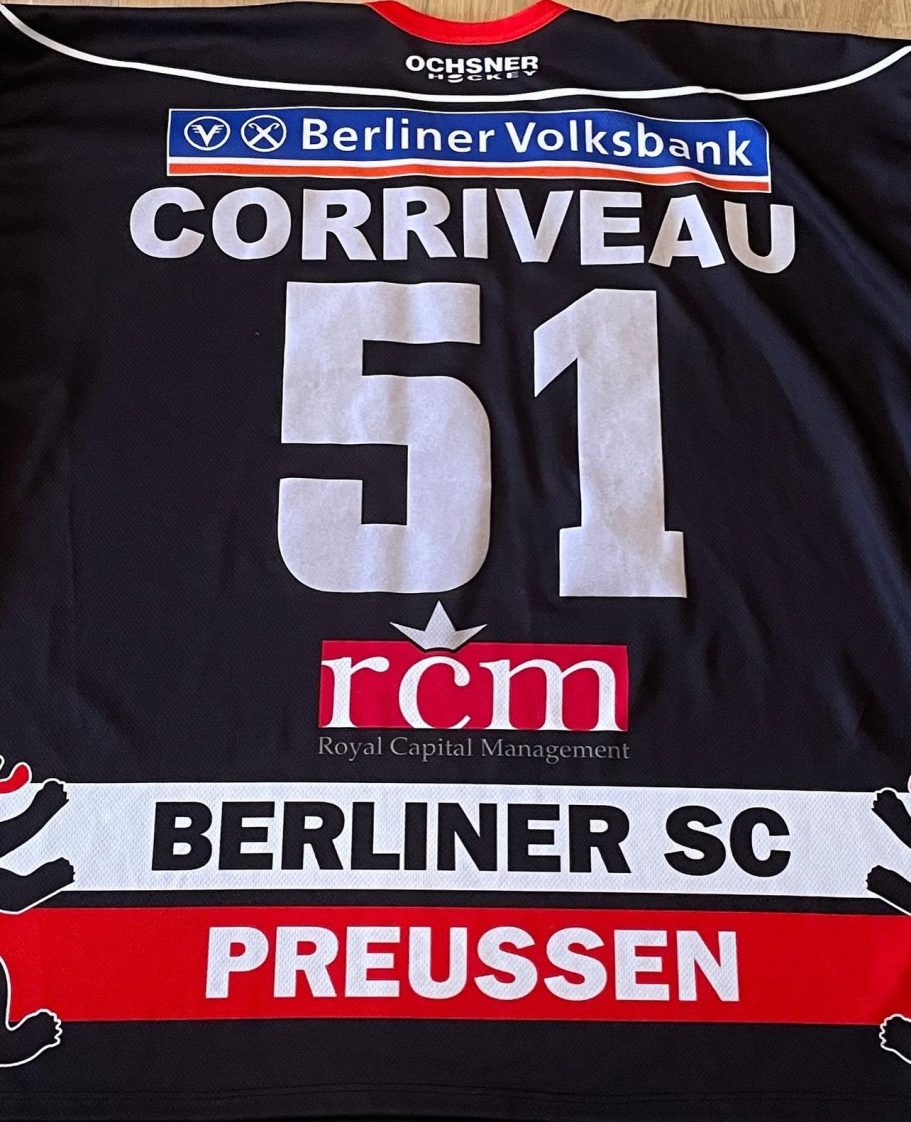 OCHSNER
HOCKEY
Berliner Volksbank
CORRIVEAU
51
rcm
Royal Capital Management
BERLINER SC
PREUSSEN